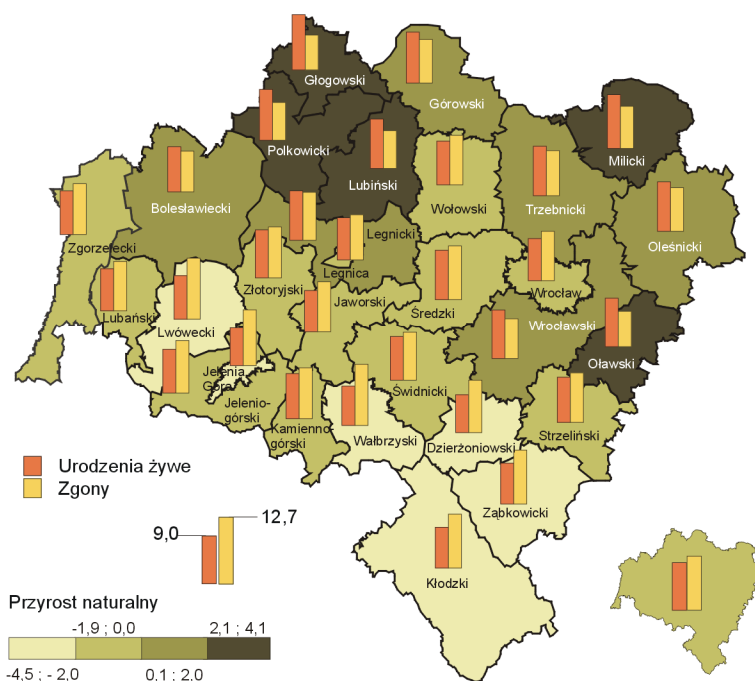 Głogowski
Górowski
Polkowicki
Lubiński
Milicki
Bolesławiecki
Wołowski
Trzebnicki
Zgorzelecki
Legnicki
Oleśnicki
Legnica
Lubański
Złotoryjski
Jaworski
Średzki
Wrocław
Lwówecki
Wrocławski
Oławski
Jelenia
Góra
Świdnicki
Jelenio-
górski
Kamienno
górski
Wałbrzyski
Dzierżoniowski
Strzeliński
Ząbkowicki
Kłodzki
Urodzenia żywe
Zgony
9,0
12,7
Przyrost naturalny
-1,9 ; 0,0
2,1 ; 4,1
-4,5 ; - 2,0
0,1 ; 2,0